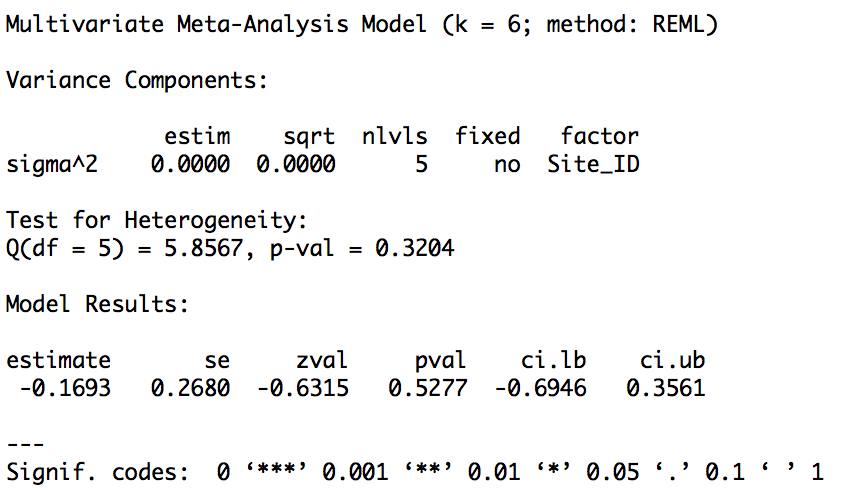 Multivariate Meta-Analysis Model (k = 6; method: REML)
Variance Components:
estim sqrt nlvls fixed factor
sigma^2 0.0000 0.0000 5 no Site_ID
Test for Heterogeneity:
Q(df = 5) = 5.8567, p-val = 0.3204
Model Results:
estimate se zval pval ci.lb ci.ub
-0.1693 0.2680 -0.6315 0.5277 -0.6946 0.3561
---
Signif. codes: 0 ‘***’ 0.001 ‘**’ 0.01 ‘*’ 0.05 ‘.’ 0.1 ‘ ’ 1